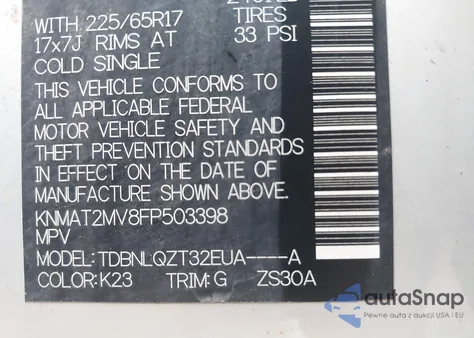 WITH 225/65R17 TIRES
17x7J RIMS AT 33 PSI
COLD SINGLE
THIS VEHICLE CONFORMS TO
ALL APPLICABLE FEDERAL
MOTOR VEHICLE SAFETY AND
THEFT PREVENTION STANDARDS
IN EFFECT ON THE DATE OF
MANUFACTURE SHOWN ABOVE.
KNMAT2MV8FP503398
MPV
MODEL: TDBNLQZT32EUA----A
COLOR: K23 TRIM: G ZS30A
autaSnap
Pewne auta z aukcji USA i EU